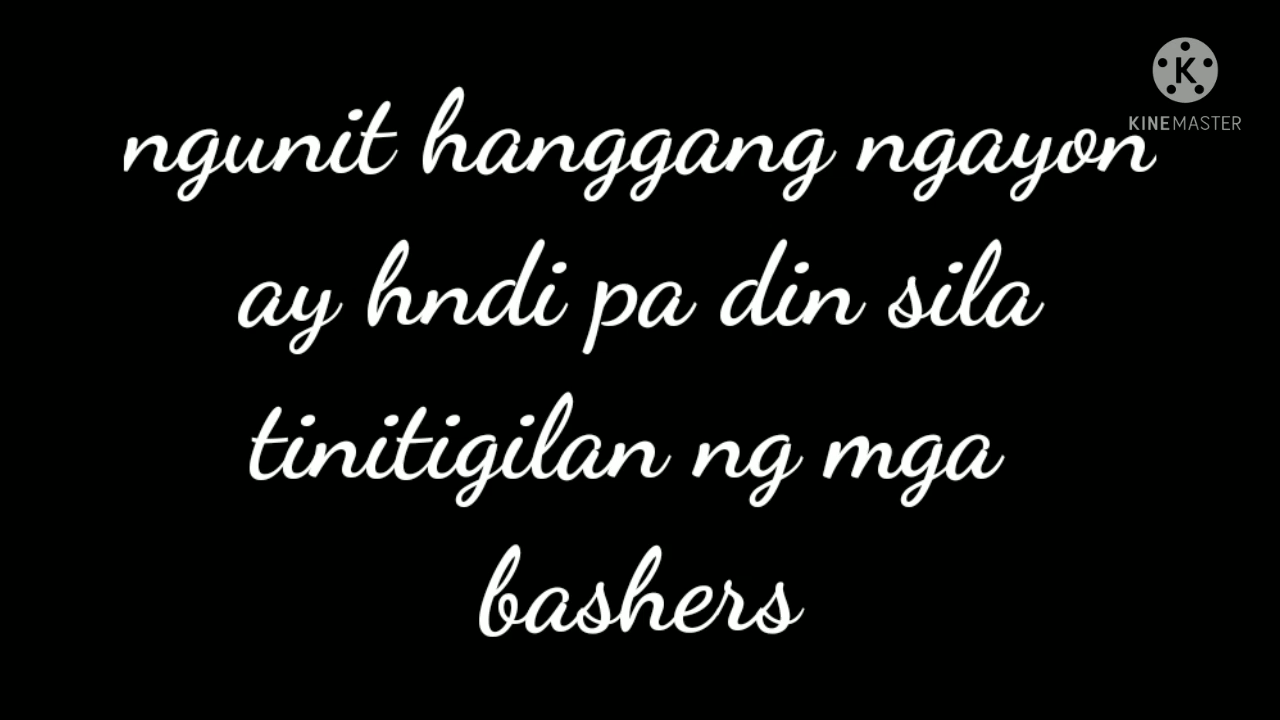 K
KINEMASTER
ngunit hanggang ngayon
ay hndi pa din sila
tinitigilan ng mga
bashers